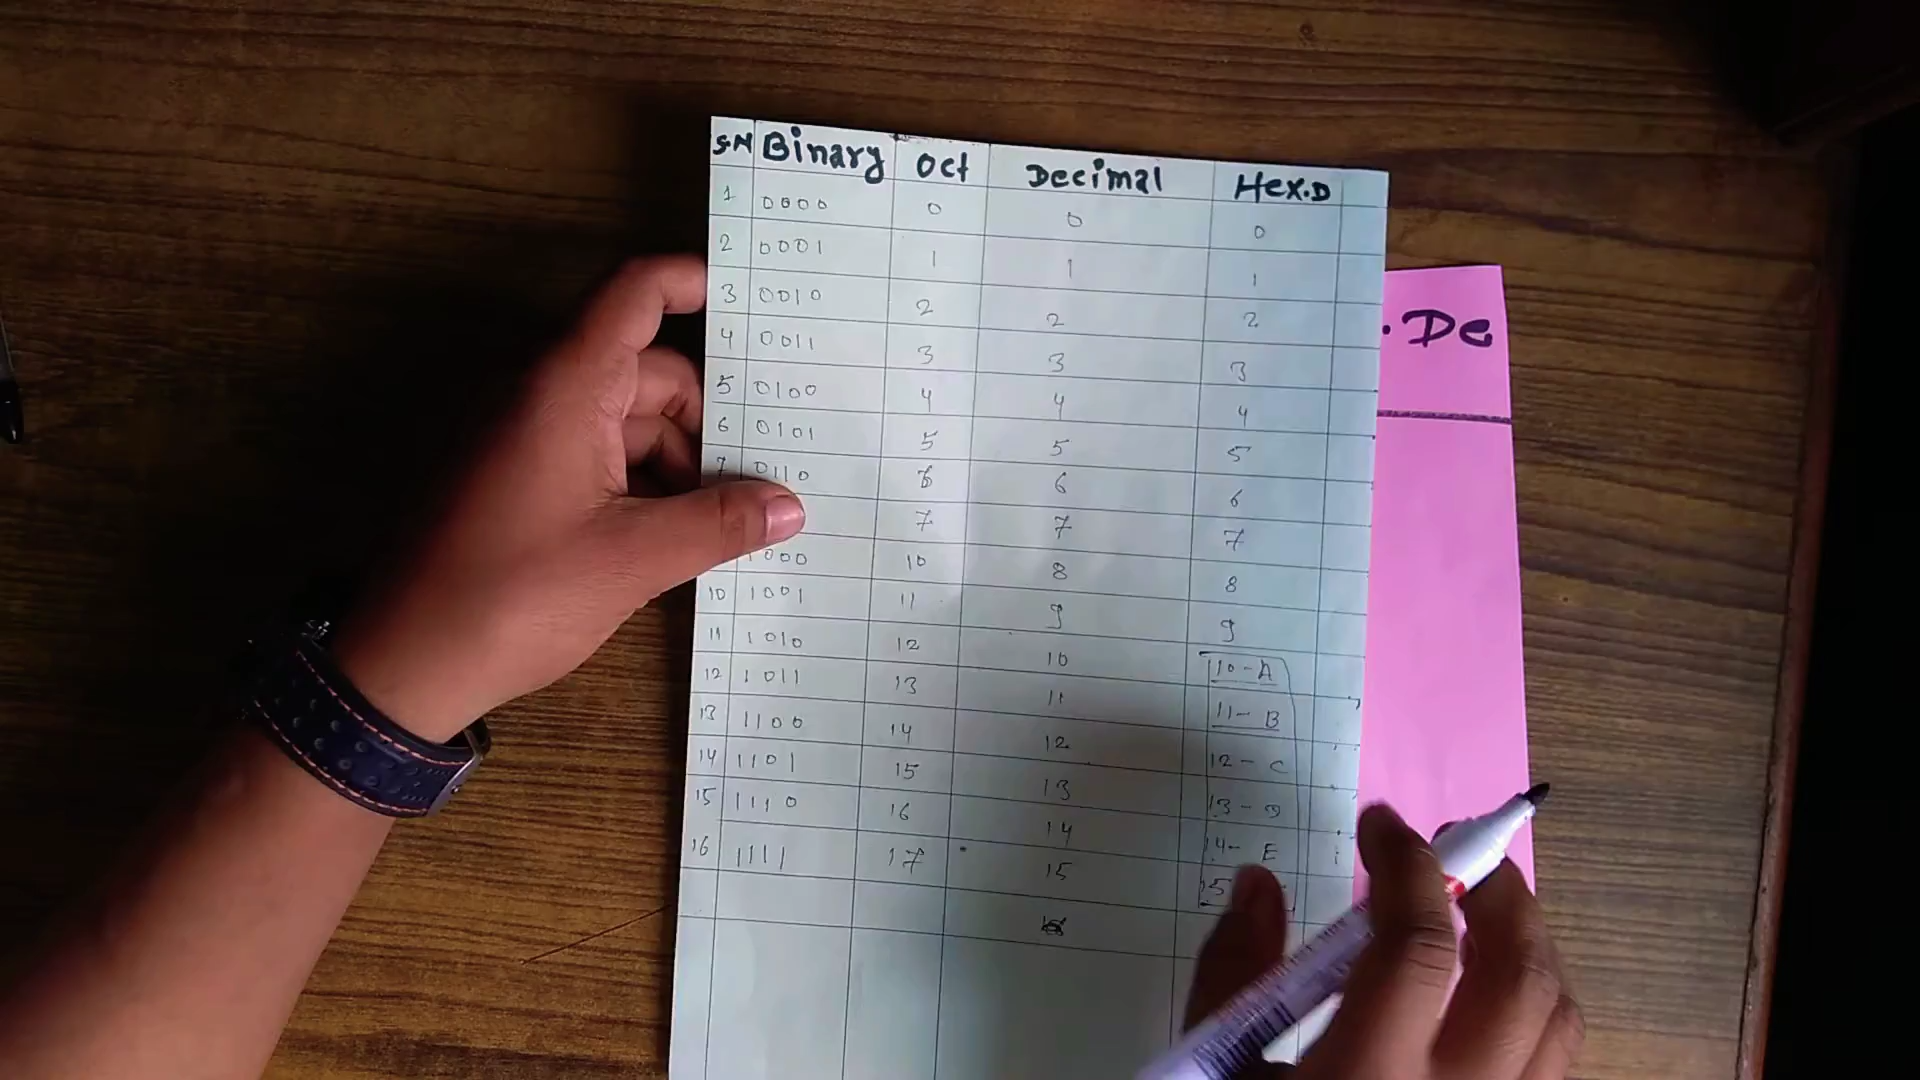 S.N Binary Oct Decimal Hex.D
1 0000 0 0 0
2 0001 1 1 1
3 0010 2 2 2
4 0011 3 3 3
5 0100 4 4 4
6 0101 5 5 5
7 0110 6 6 6
7 7 7
1000 10 8 8
10 1001 11 9 9
11 1010 12 10 10-A
12 1011 13 11 11-B
13 1100 14 12 12-C
14 1101 15 13 13-D
15 1110 16 14 14-E
16 1111 17 15 15
. De